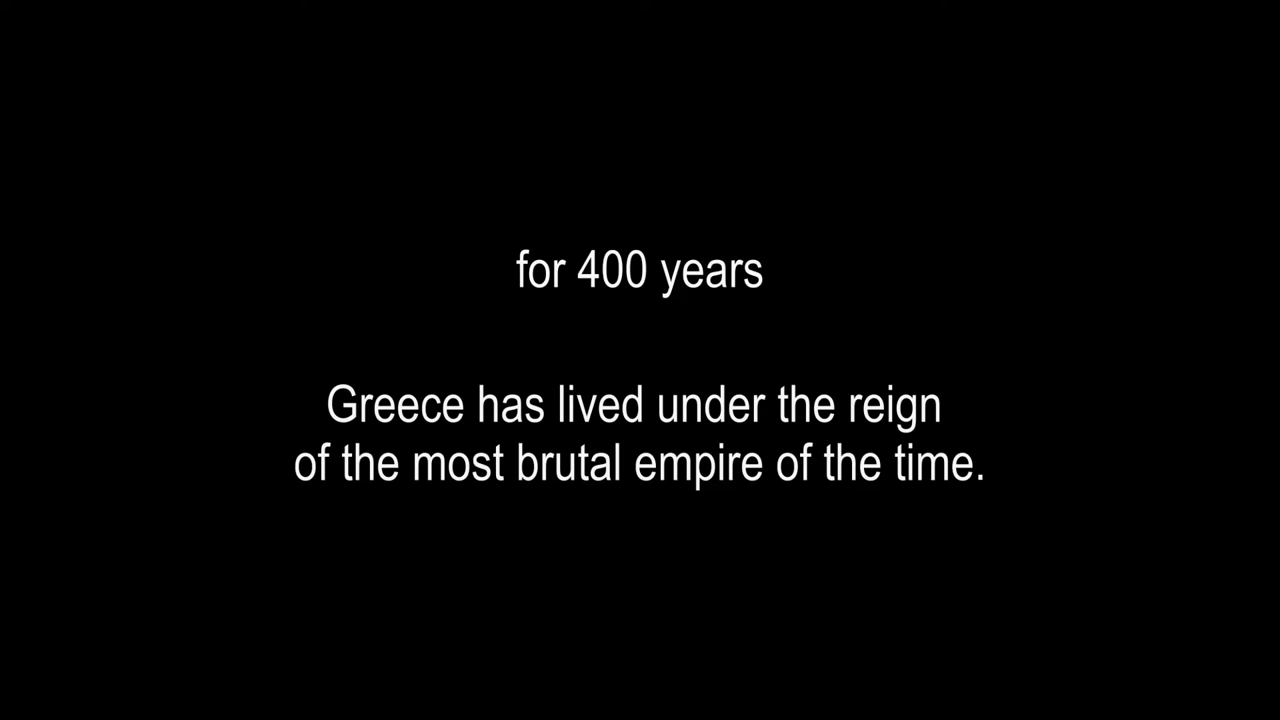 for 400 years
Greece has lived under the reign
of the most brutal empire of the time.